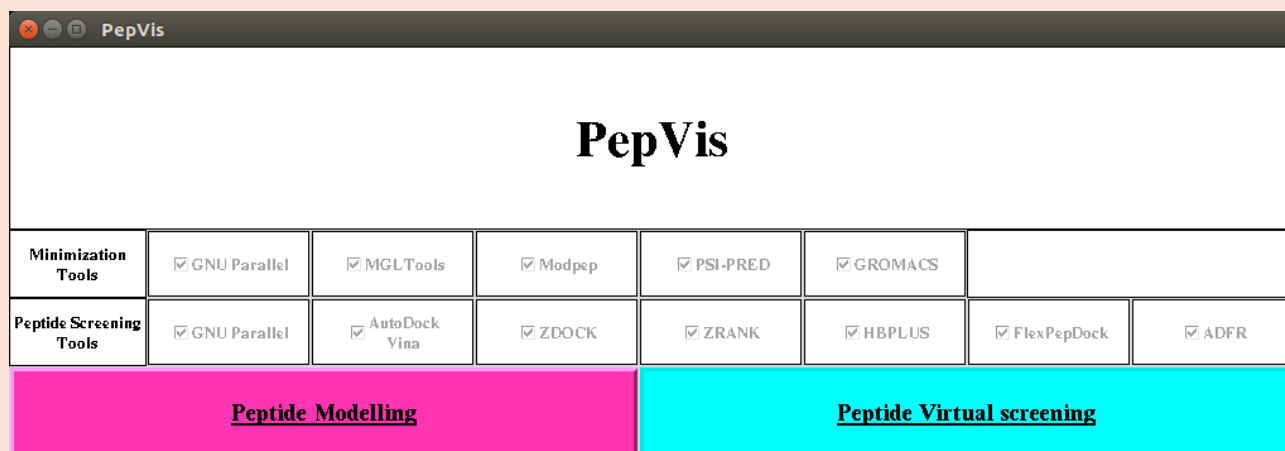 PepVis
PepVis
Minimization
Tools
GNU Parallel
MGLTools
Modpep
PSI-PRED
GROMACS
Peptide Screening
Tools
GNU Parallel
AutoDock
Vina
ZDOCK
ZRANK
HBPLUS
FlexPepDock
ADFR
Peptide Modelling
Peptide Virtual screening